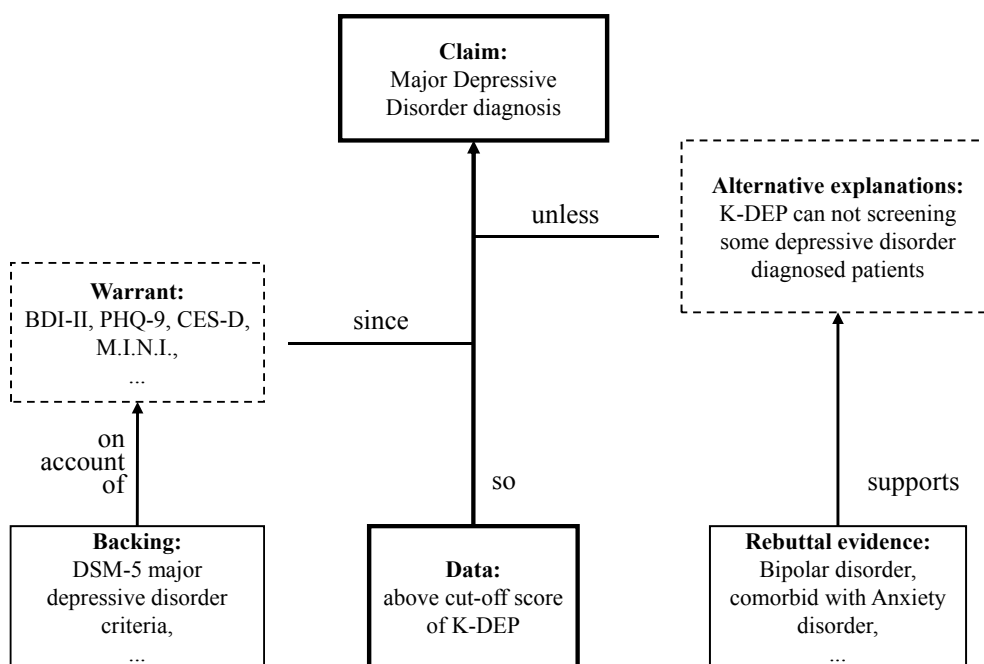 Claim:
Major Depressive
Disorder diagnosis
unless
Alternative explanations:
K-DEP can not screening
some depressive disorder
diagnosed patients
Warrant:
BDI-II, PHQ-9, CES-D,
M.I.N.I.,
...
since
on
account
of
so
supports
Backing:
DSM-5 major
depressive disorder
criteria,
...
Data:
above cut-off score
of K-DEP
Rebuttal evidence:
Bipolar disorder,
comorbid with Anxiety
disorder,
...